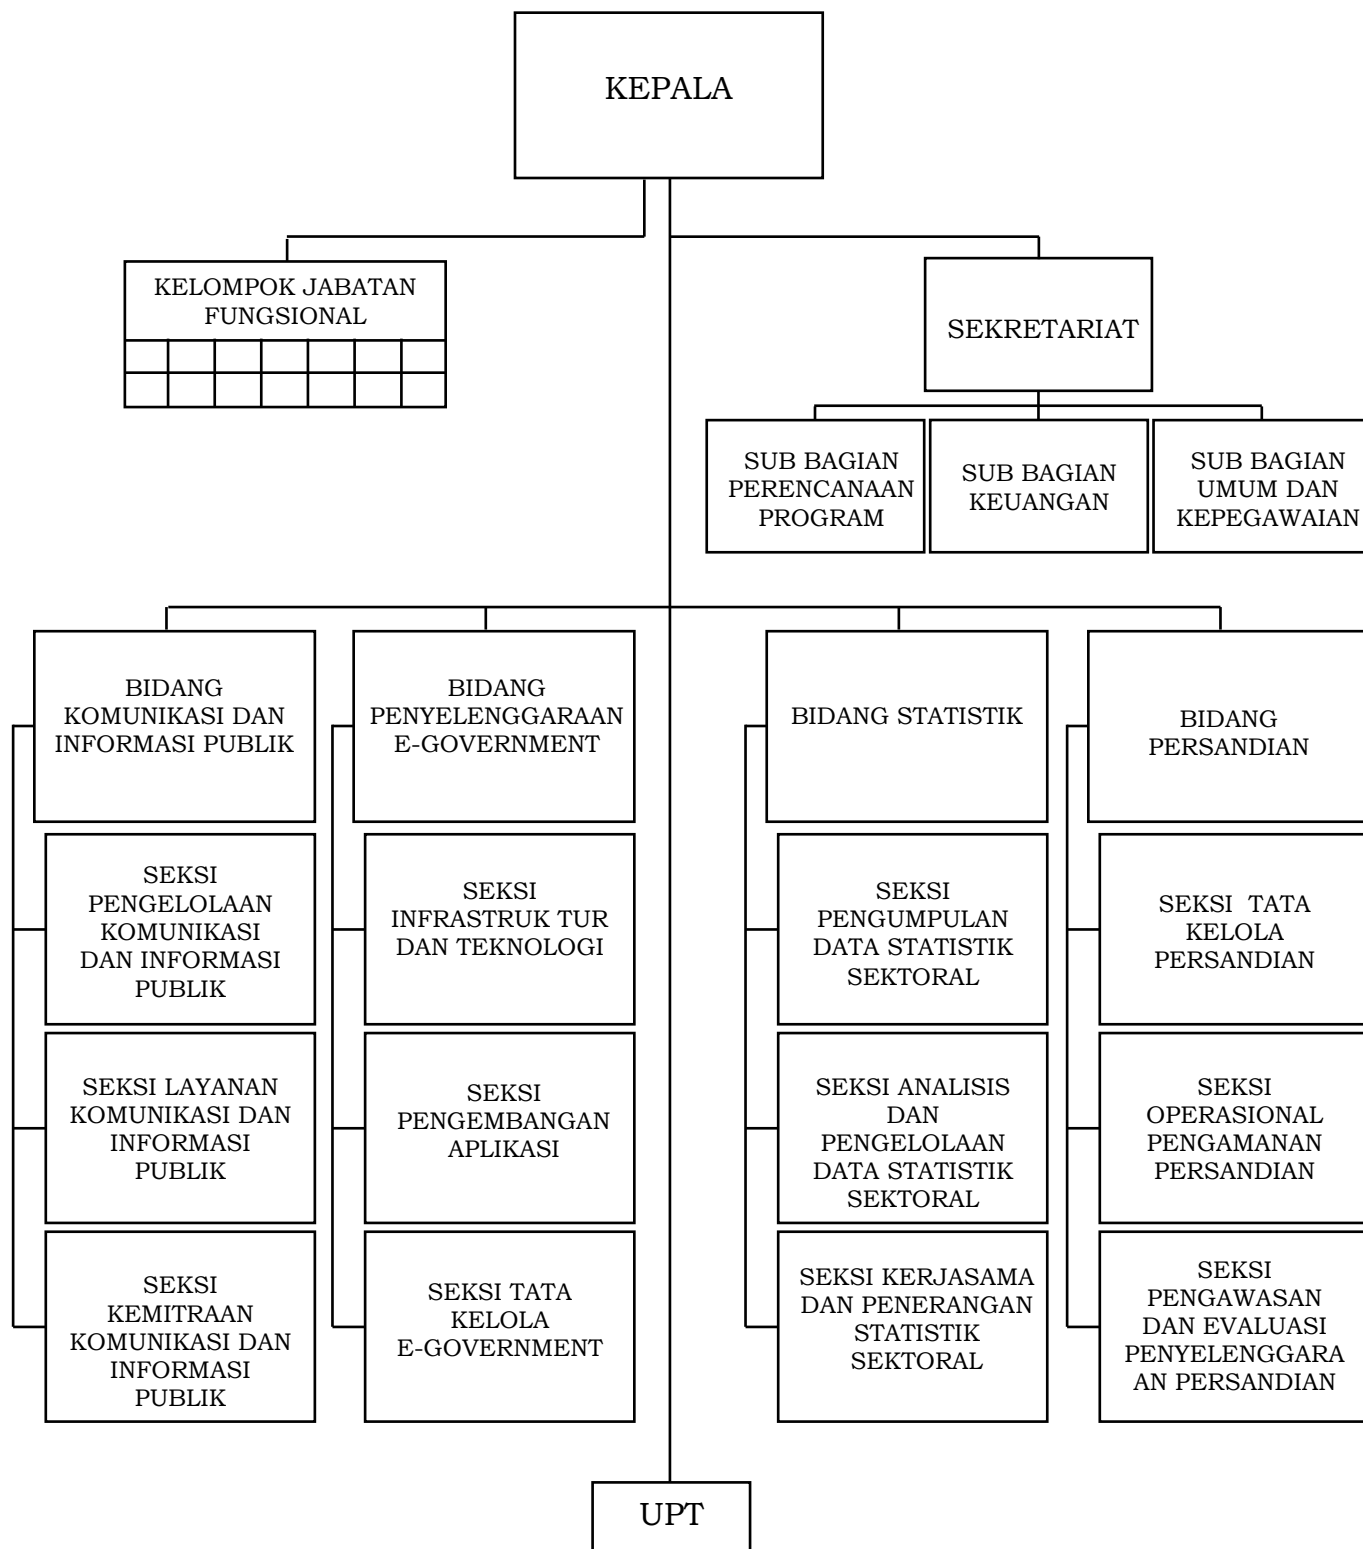 KEPALA
KELOMPOK JABATAN
FUNGSIONAL
SEKRETARIAT
SUB BAGIAN
PERENCANAAN
PROGRAM
SUB BAGIAN
KEUANGAN
SUB BAGIAN
UMUM DAN
KEPEGAWAIAN
BIDANG
KOMUNIKASI DAN
INFORMASI PUBLIK
BIDANG
PENYELENGGARAAN
E-GOVERNMENT
BIDANG STATISTIK
BIDANG
PERSANDIAN
SEKSI
PENGELOLAAN
KOMUNIKASI
DAN INFORMASI
PUBLIK
SEKSI
INFRASTRUK TUR
DAN TEKNOLOGI
SEKSI
PENGUMPULAN
DATA STATISTIK
SEKTORAL
SEKSI  TATA
KELOLA
PERSANDIAN
SEKSI LAYANAN
KOMUNIKASI DAN
INFORMASI
PUBLIK
SEKSI
PENGEMBANGAN
APLIKASI
SEKSI ANALISIS
DAN
PENGELOLAAN
DATA STATISTIK
SEKTORAL
SEKSI
OPERASIONAL
PENGAMANAN
PERSANDIAN
SEKSI
KEMITRAAN
KOMUNIKASI DAN
INFORMASI
PUBLIK
SEKSI TATA
KELOLA
E-GOVERNMENT
SEKSI KERJASAMA
DAN PENERANGAN
STATISTIK
SEKTORAL
SEKSI
PENGAWASAN
DAN EVALUASI
PENYELENGGARA
AN PERSANDIAN
UPT